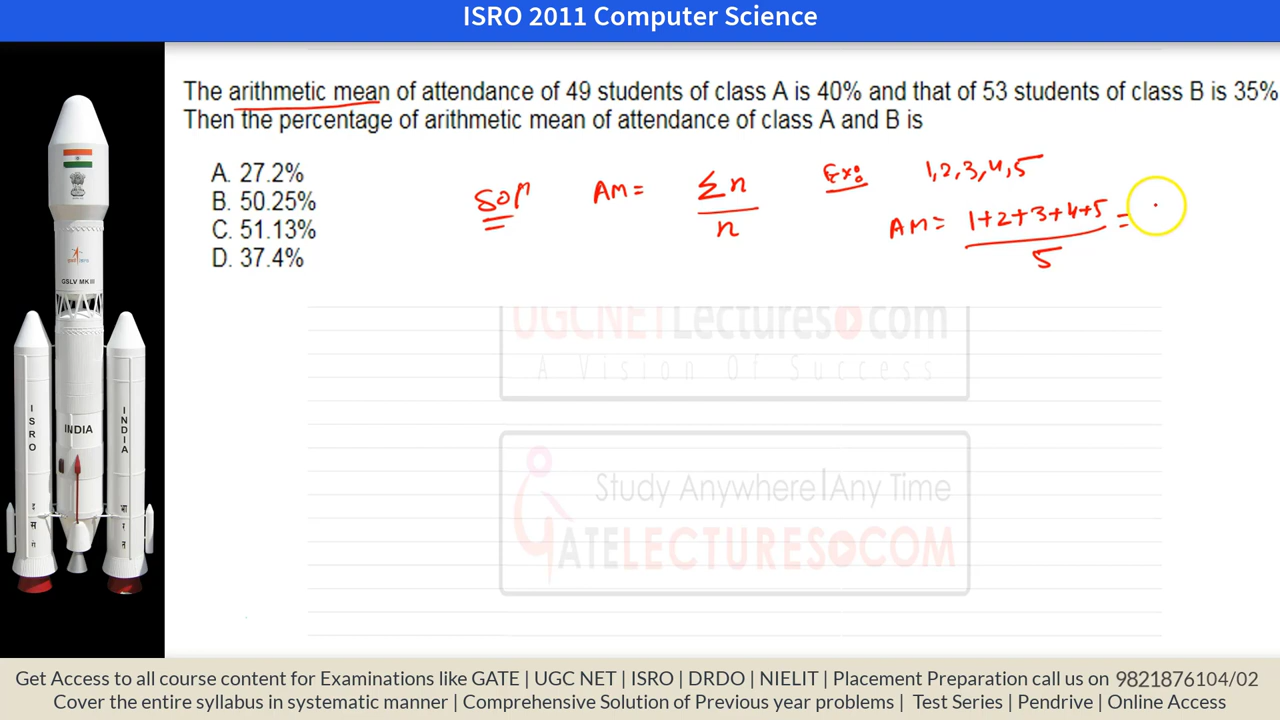 ISRO 2011 Computer Science
The arithmetic mean of attendance of 49 students of class A is 40% and that of 53 students of class B is 35%
Then the percentage of arithmetic mean of attendance of class A and B is
A. 27.2%
B. 50.25%
C. 51.13%
D. 37.4%
Solⁿ AM = Σn / n
Ex: 1,2,3,4,5
AM = 1+2+3+4+5 / 5 =
GSLV MK III
ISRO
INDIA
INDIA
UGCNETLectures.com
A Vision Of Success
Study Anywhere | Any Time
GATELECTURES.COM
Get Access to all course content for Examinations like GATE | UGC NET | ISRO | DRDO | NIELIT | Placement Preparation call us on 9821876104/02
Cover the entire syllabus in systematic manner | Comprehensive Solution of Previous year problems | Test Series | Pendrive | Online Access